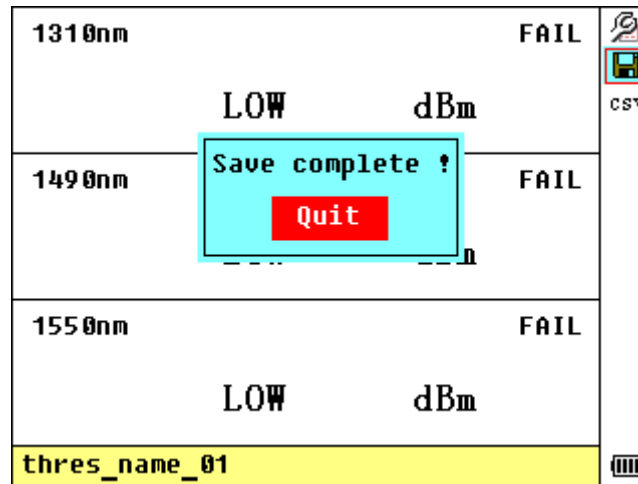 1310nm FAIL
LOW dBm
csv
Save complete !
1490nm FAIL
Quit
1550nm FAIL
LOW dBm
thres_name_01